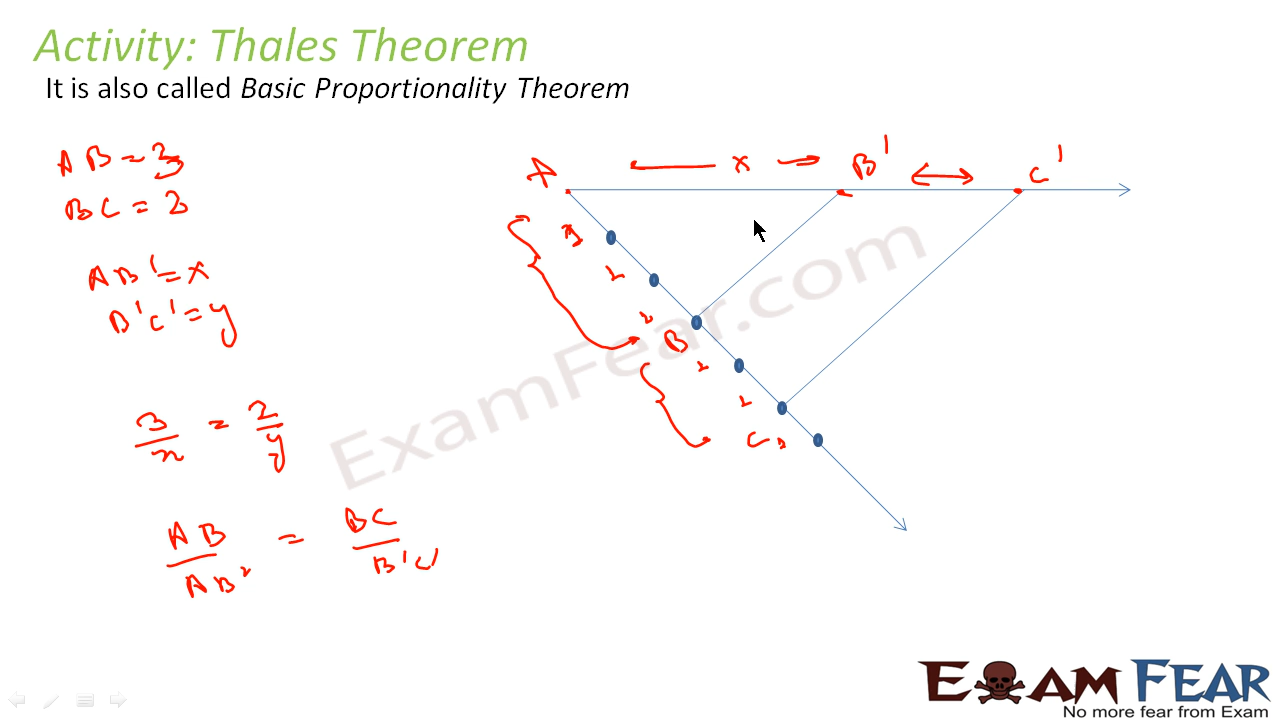 Activity: Thales Theorem
It is also called Basic Proportionality Theorem
AB = 3
BC = 2
AB' = x
B'C' = y
3/x = 2/y
AB/AB' = BC/B'C'
A x B' C'
B
C
ExamFear.com
EXAM FEAR
No more fear from Exam